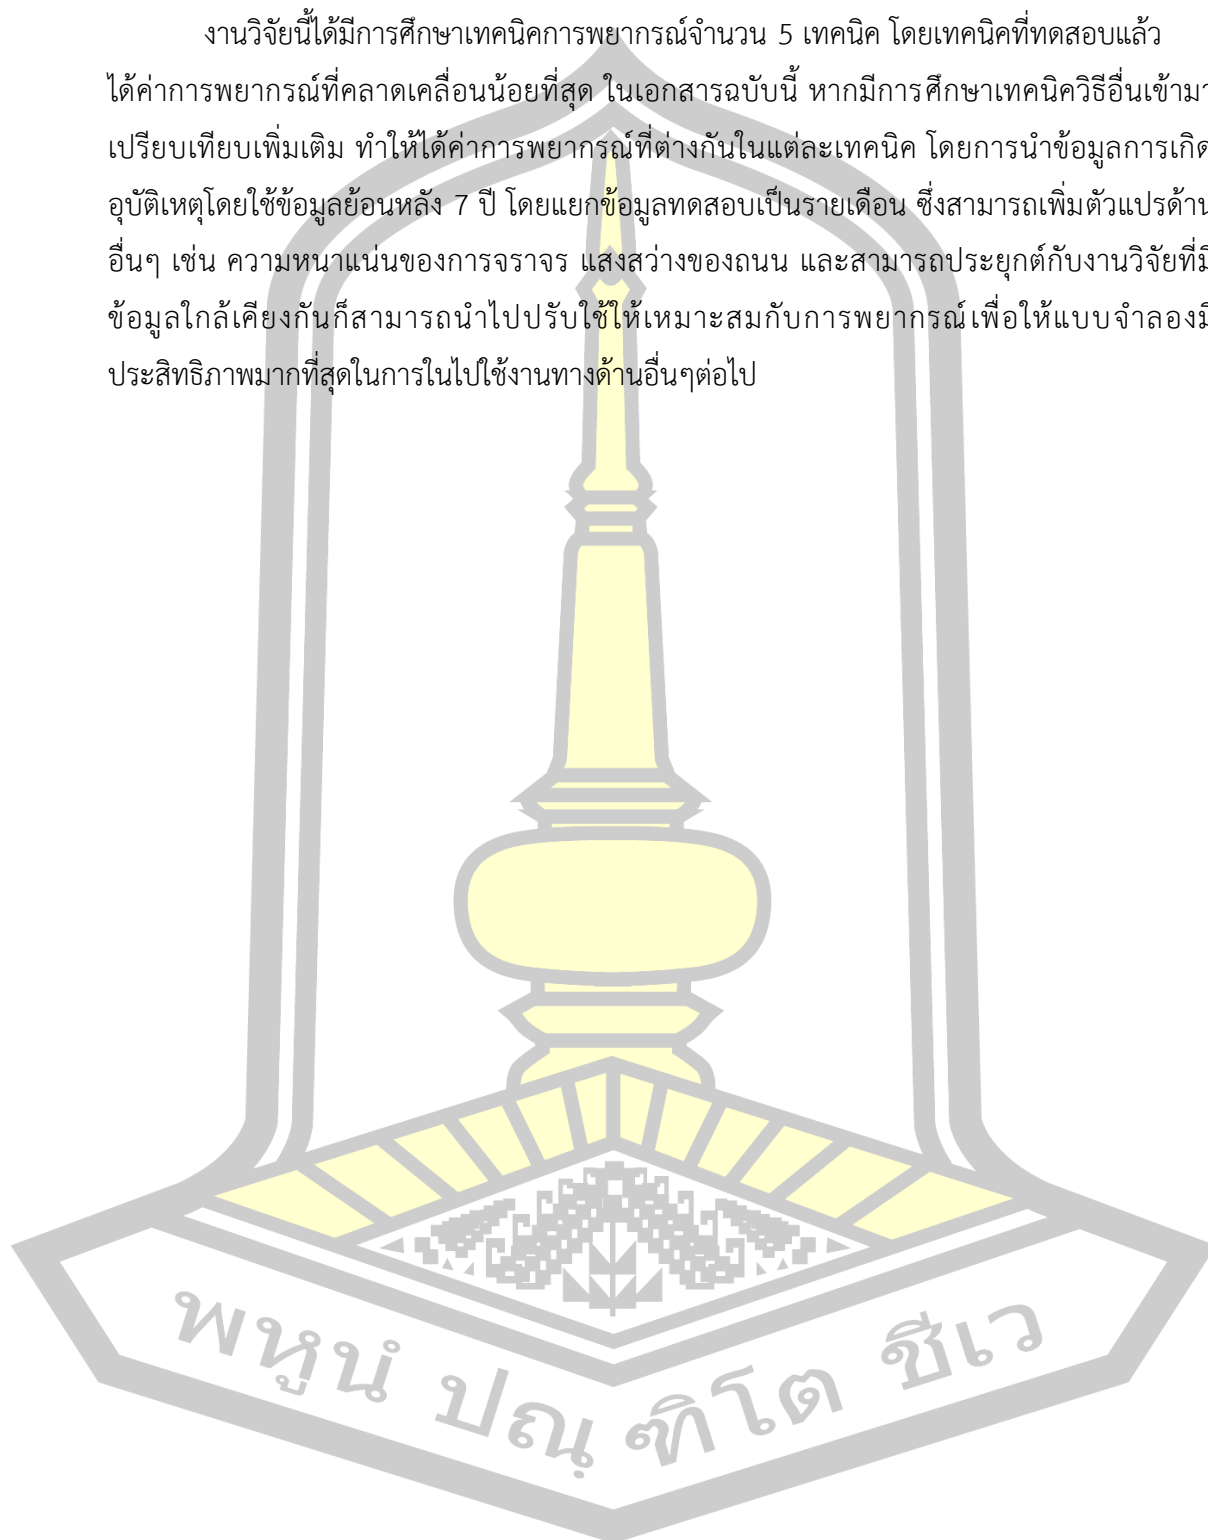 งานวิจัยนี้ได้มีการศึกษาเทคนิคการพยากรณ์จำนวน 5 เทคนิค โดยเทคนิคที่ทดสอบแล้ว
ได้ค่าการพยากรณ์ที่คลาดเคลื่อนน้อยที่สุด ในเอกสารฉบับนี้ หากมีการศึกษาเทคนิควิธีอื่นเข้ามา
เปรียบเทียบเพิ่มเติม ทำให้ได้ค่าการพยากรณ์ที่ต่างกันในแต่ละเทคนิค โดยการนำข้อมูลการเกิด
อุบัติเหตุโดยใช้ข้อมูลย้อนหลัง 7 ปี โดยแยกข้อมูลทดสอบเป็นรายเดือน ซึ่งสามารถเพิ่มตัวแปรด้าน
อื่นๆ เช่น ความหนาแน่นของการจราจร แสงสว่างของถนน และสามารถประยุกต์กับงานวิจัยที่มี
ข้อมูลใกล้เคียงกันก็สามารถนำไปปรับใช้ให้เหมาะสมกับการพยากรณ์เพื่อให้แบบจำลองมี
ประสิทธิภาพมากที่สุดในการในไปใช้งานทางด้านอื่นๆต่อไป
พหูนํ ปณฺ ฑิโต ชีเว